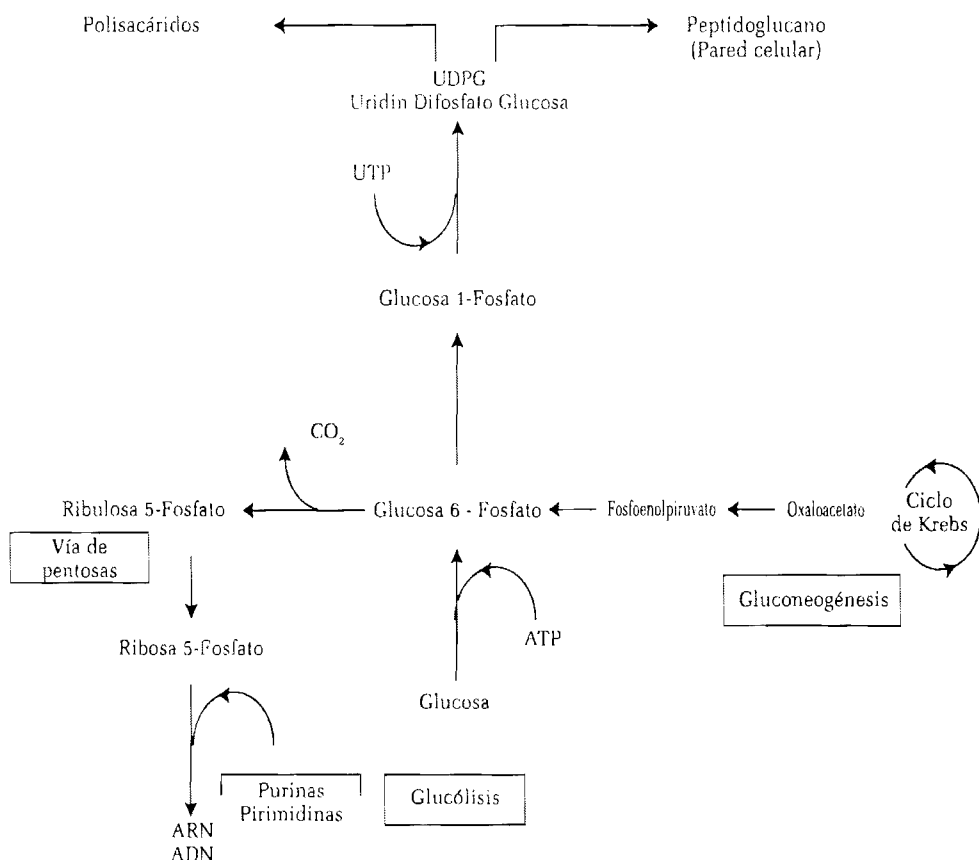 Polisacáridos
Peptidoglucano
(Pared celular)
UDPG
Uridin Difosfato Glucosa
UTP
Glucosa 1-Fosfato
CO₂
Ribulosa 5-Fosfato
Glucosa 6 - Fosfato
Fosfoenolpiruvato
Oxaloacetato
Ciclo
de Krebs
Vía de
pentosas
Gluconeogénesis
Ribosa 5-Fosfato
ATP
Glucosa
Purinas
Pirimidinas
Glucólisis
ARN
ADN